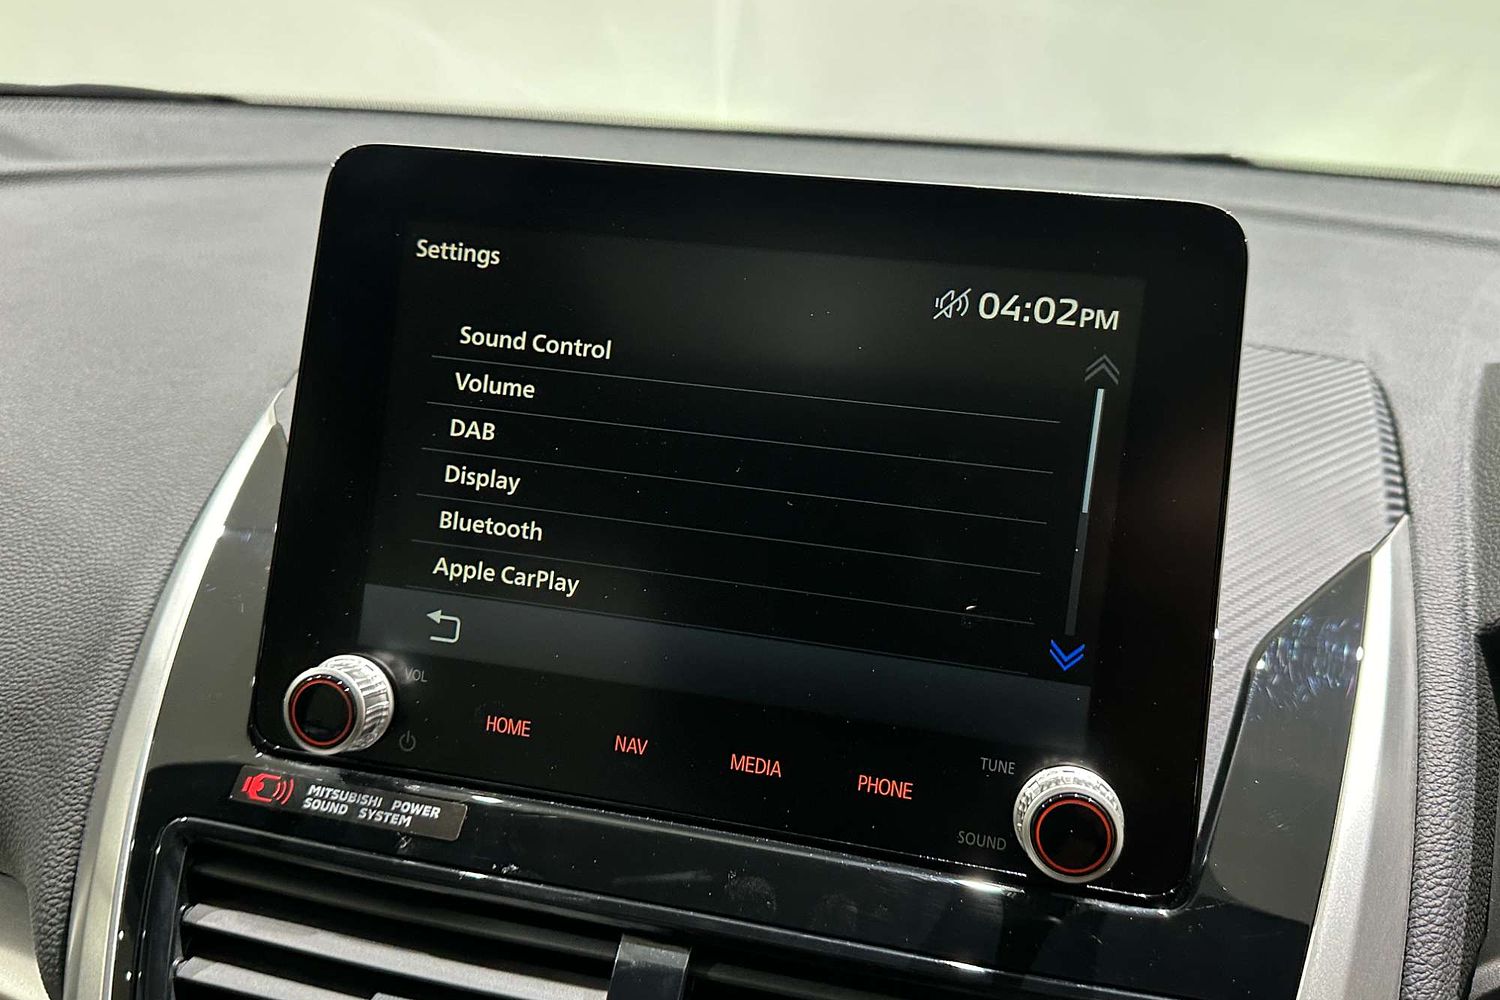 Settings
04:02PM
Sound Control
Volume
DAB
Display
Bluetooth
Apple CarPlay
VOL
HOME
NAV
MEDIA
PHONE
TUNE
SOUND
MITSUBISHI POWER
SOUND SYSTEM